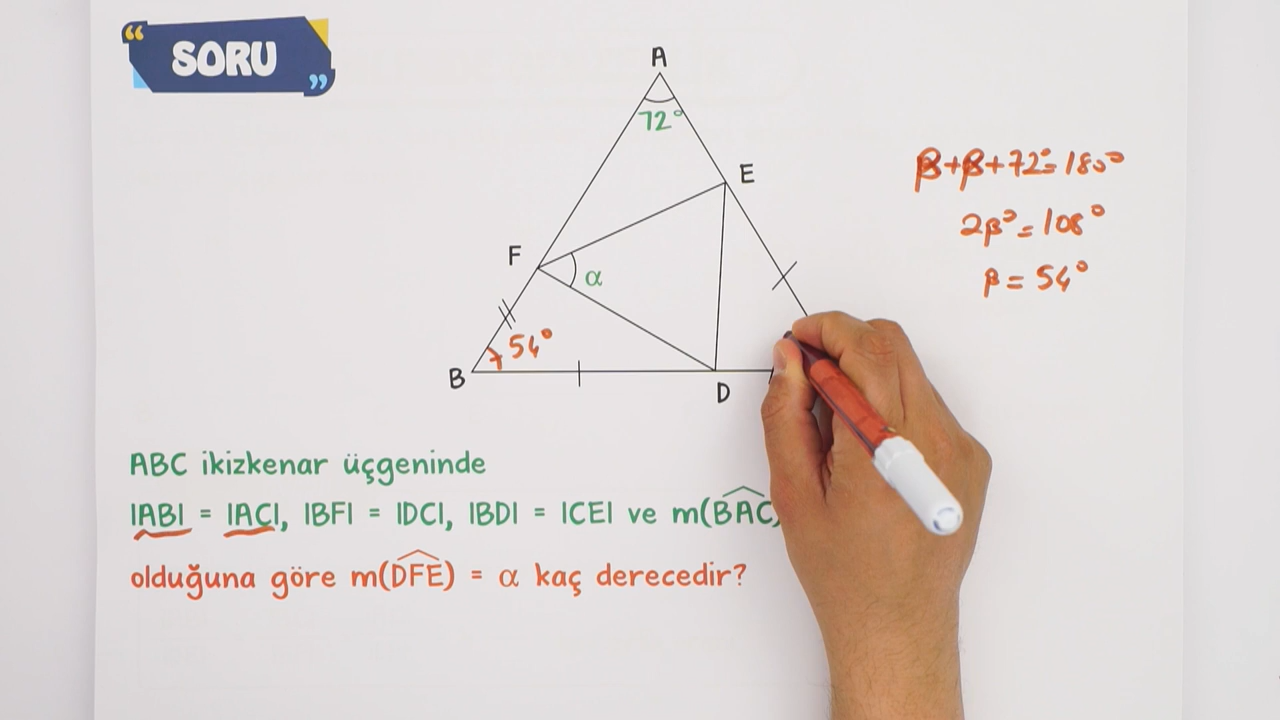 SORU
A
72°
E
F
α
54°
B
D
β+β+72°=180°
2β°=108°
β=54°
ABC ikizkenar üçgeninde
|AB| = |AC|, |BF| = |DC|, |BD| = |CE| ve m(BAC)
olduğuna göre m(DFE) = α kaç derecedir?